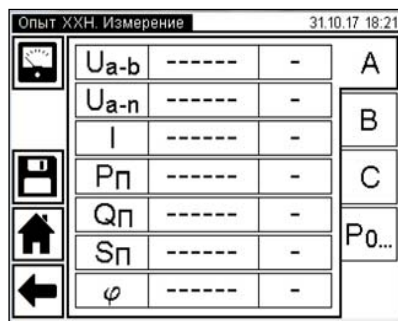 Опыт ХХН. Измерение 31.10.17 18:21
Ua-b ------ - A
Ua-n ------ -
I ------ - B
Pп ------ - C
Qп ------ - P0...
Sп ------ -
φ ------ -